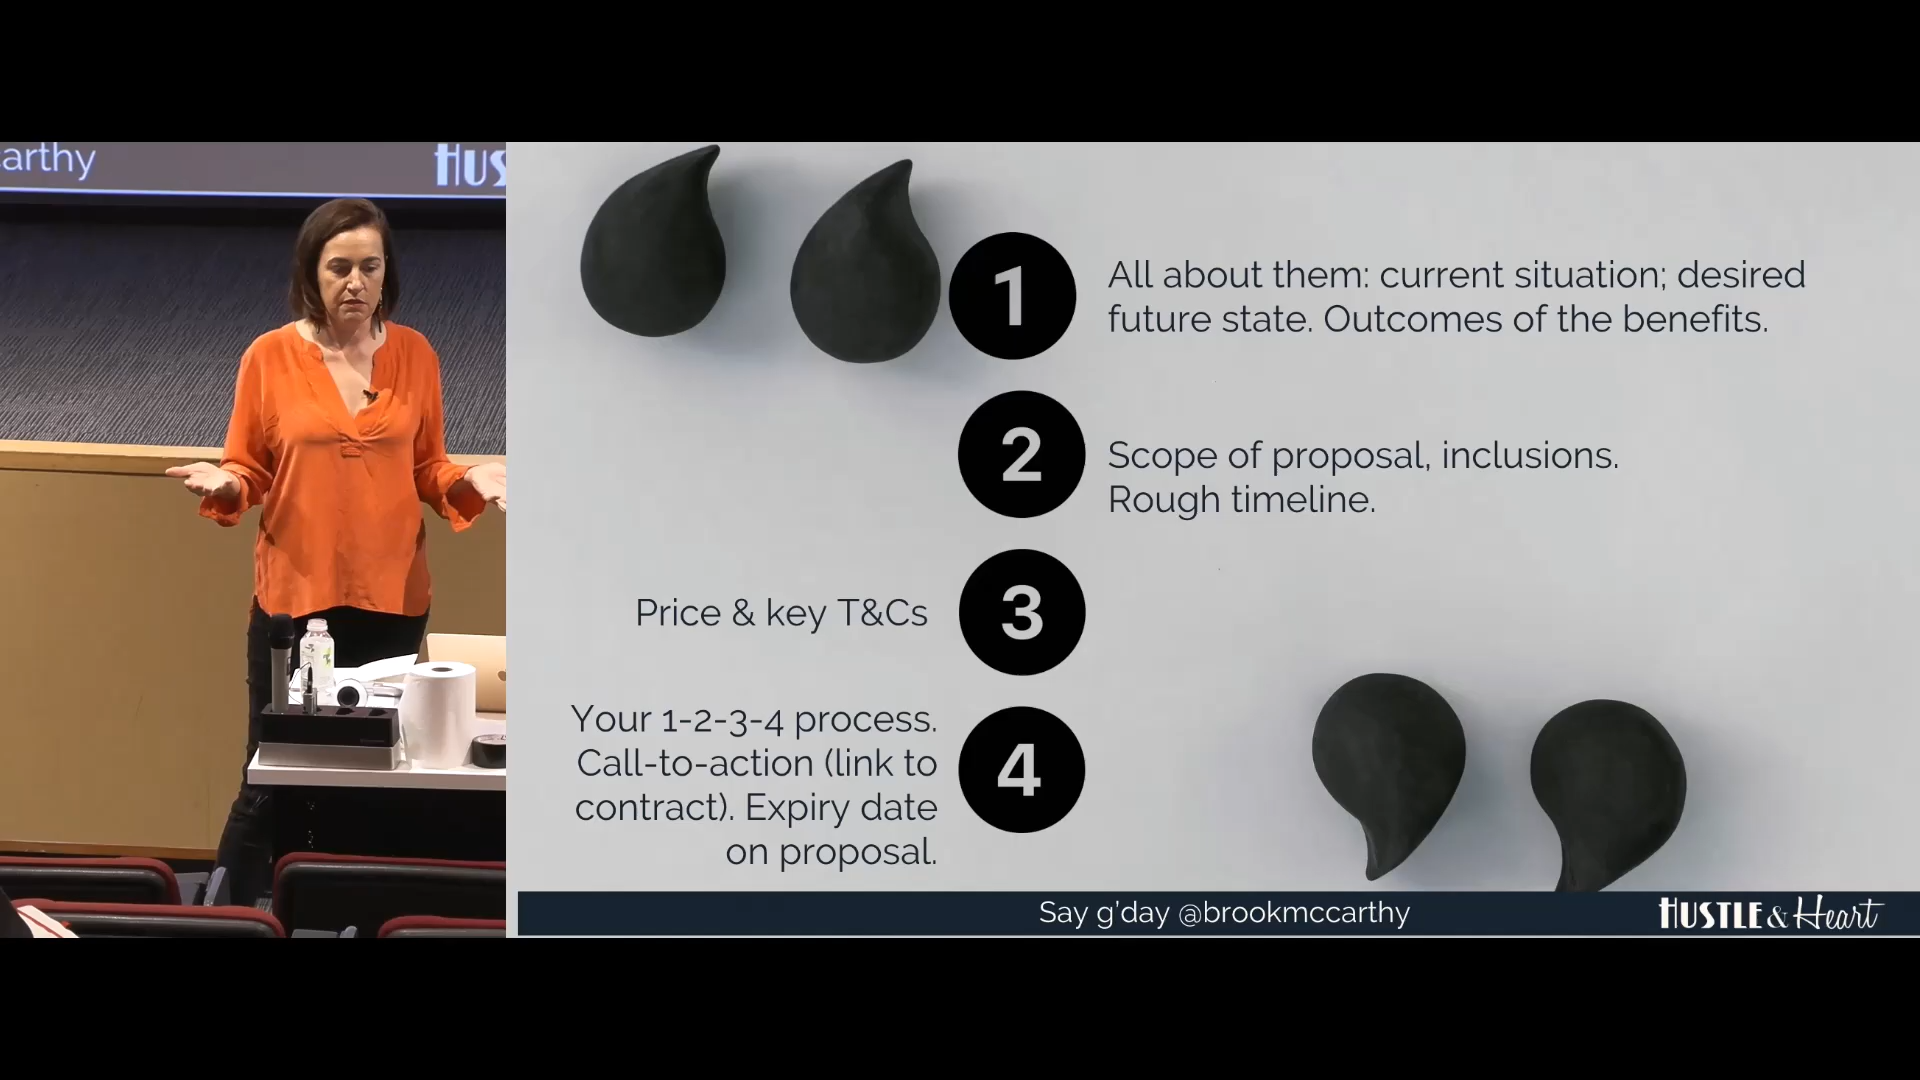 carthy
HUS
1
All about them: current situation; desired
future state. Outcomes of the benefits.
2
Scope of proposal, inclusions.
Rough timeline.
Price & key T&Cs
3
Your 1-2-3-4 process.
Call-to-action (link to
contract). Expiry date
on proposal.
4
Say g'day @brookmccarthy
HUSTLE & Heart